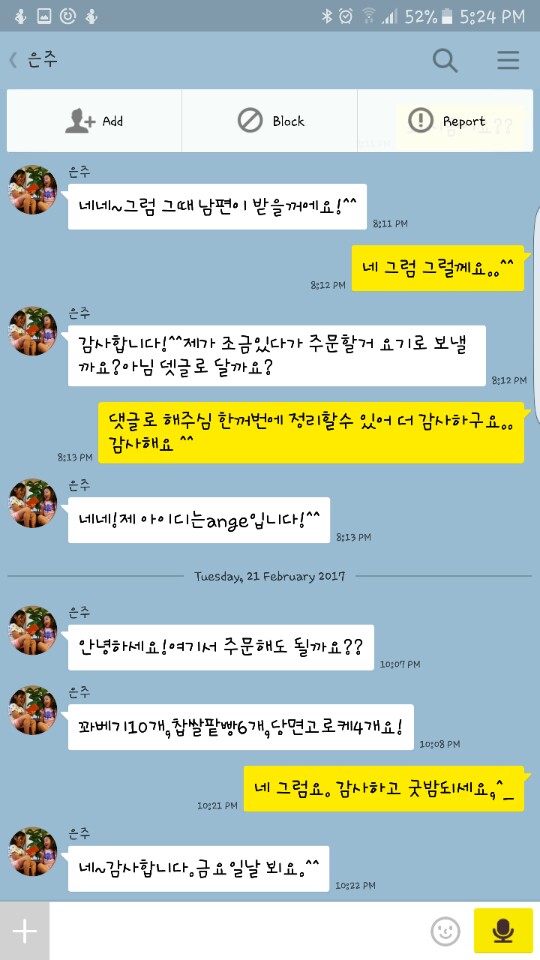 52% 5:24 PM
은주
Add Block Report
은주
네네~그럼 그때 남편이 받을꺼에요!^^
8:11 PM
네 그럼 그럴께요..^^
8:12 PM
은주
감사합니다!^^제가 조금있다가 주문할거 요기로 보낼
까요?아님 뎃글로 달까요?
8:12 PM
댓글로 해주심 한꺼번에 정리할수 있어 더 감사하구요..
감사해요 ^^
8:13 PM
은주
네네!제 아이디는ange입니다!^^
8:13 PM
Tuesday, 21 February 2017
은주
안녕하세요!여기서 주문해도 될까요??
10:07 PM
은주
꽈베기10개,찹쌀팥빵6개,당면고로케4개요!
10:08 PM
네 그럼요. 감사하고 굿밤되세요,^_
10:21 PM
은주
네~감사합니다.금요일날 뵈요.^^
10:22 PM